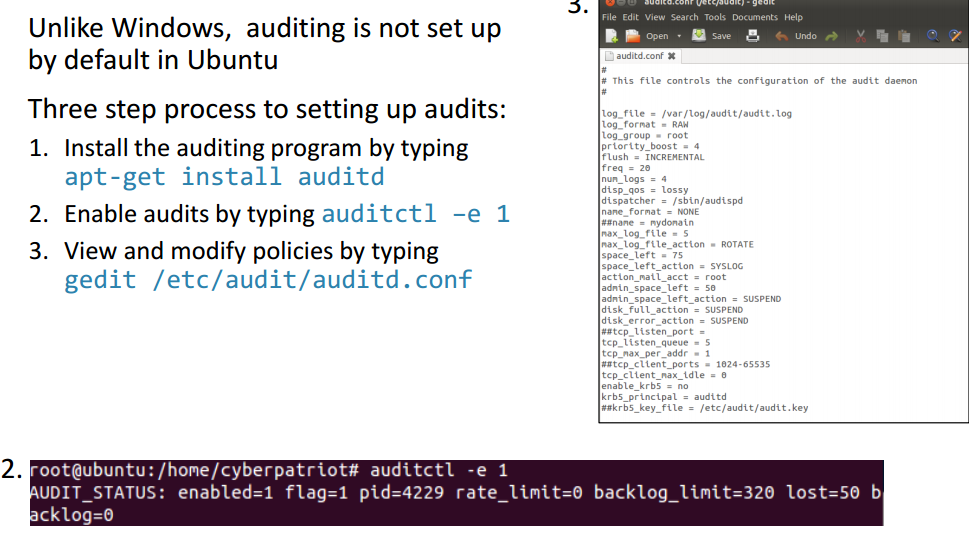 Unlike Windows, auditing is not set up
by default in Ubuntu
Three step process to setting up audits:
1. Install the auditing program by typing
apt-get install auditd
2. Enable audits by typing auditctl –e 1
3. View and modify policies by typing
gedit /etc/audit/auditd.conf
3.
auditd.conf (/etc/audit) - gedit
File Edit View Search Tools Documents Help
Open Save Undo
auditd.conf
#
# This file controls the configuration of the audit daemon
#
log_file = /var/log/audit/audit.log
log_format = RAW
log_group = root
priority_boost = 4
flush = INCREMENTAL
freq = 20
num_logs = 4
disp_qos = lossy
dispatcher = /sbin/audispd
name_format = NONE
##name = mydomain
max_log_file = 5
max_log_file_action = ROTATE
space_left = 75
space_left_action = SYSLOG
action_mail_acct = root
admin_space_left = 50
admin_space_left_action = SUSPEND
disk_full_action = SUSPEND
disk_error_action = SUSPEND
##tcp_listen_port =
tcp_listen_queue = 5
tcp_max_per_addr = 1
##tcp_client_ports = 1024-65535
tcp_client_max_idle = 0
enable_krb5 = no
krb5_principal = auditd
##krb5_key_file = /etc/audit/audit.key
2.
root@ubuntu:/home/cyberpatriot# auditctl -e 1
AUDIT_STATUS: enabled=1 flag=1 pid=4229 rate_limit=0 backlog_limit=320 lost=50 b
acklog=0